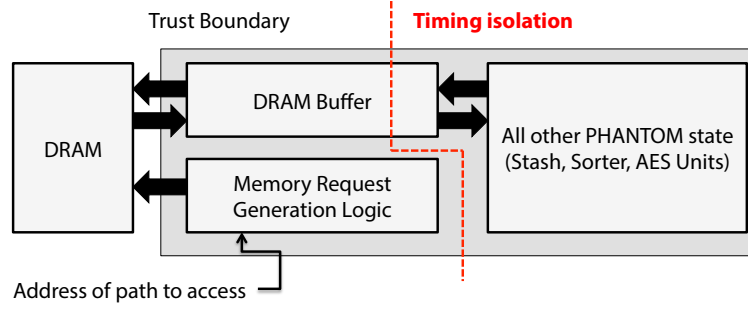 Trust Boundary
Timing isolation
DRAM
DRAM Buffer
Memory Request
Generation Logic
All other PHANTOM state
(Stash, Sorter, AES Units)
Address of path to access